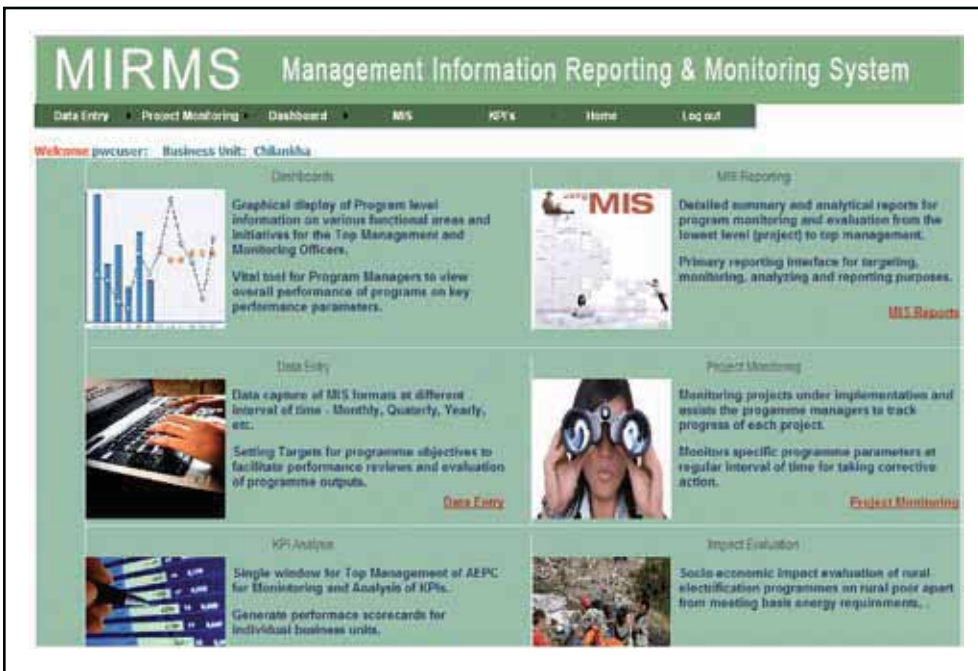 MIRMS Management Information Reporting & Monitoring System
Data Entry Project Monitoring Dashboard MIS KPI's Home Log out
Welcome pwcuser: Business Unit: Chilankha
Dashboards
Graphical display of Program level
information on various functional areas and
initiatives for the Top Management and
Monitoring Officers.
Vital tool for Program Managers to view
overall performance of programs on key
performance parameters.
MIS Reporting
MIS
Detailed summary and analytical reports for
program monitoring and evaluation from the
lowest level (project) to top management.
Primary reporting interface for targeting,
monitoring, analyzing and reporting purposes.
MIS Reports
Data Entry
Data capture of MIS formats at different
interval of time - Monthly, Quaterly, Yearly,
etc.
Setting Targets for programme objectives to
facilitate performance reviews and evaluation
of programme outputs.
Data Entry
Project Monitoring
Monitoring projects under implementation and
assists the progamme managers to track
progress of each project.
Monitors specific programme parameters at
regular interval of time for taking corrective
action.
Project Monitoring
KPI Analysis
Single window for Top Management of AEPC
for Monintoring and Analysis of KPIs.
Generate performace scorecards for
individual business units.
Impact Evaluation
Socio economic impact evaluation of rural
electrification programmes on rural poor apart
from meeting basis energy requirements. .